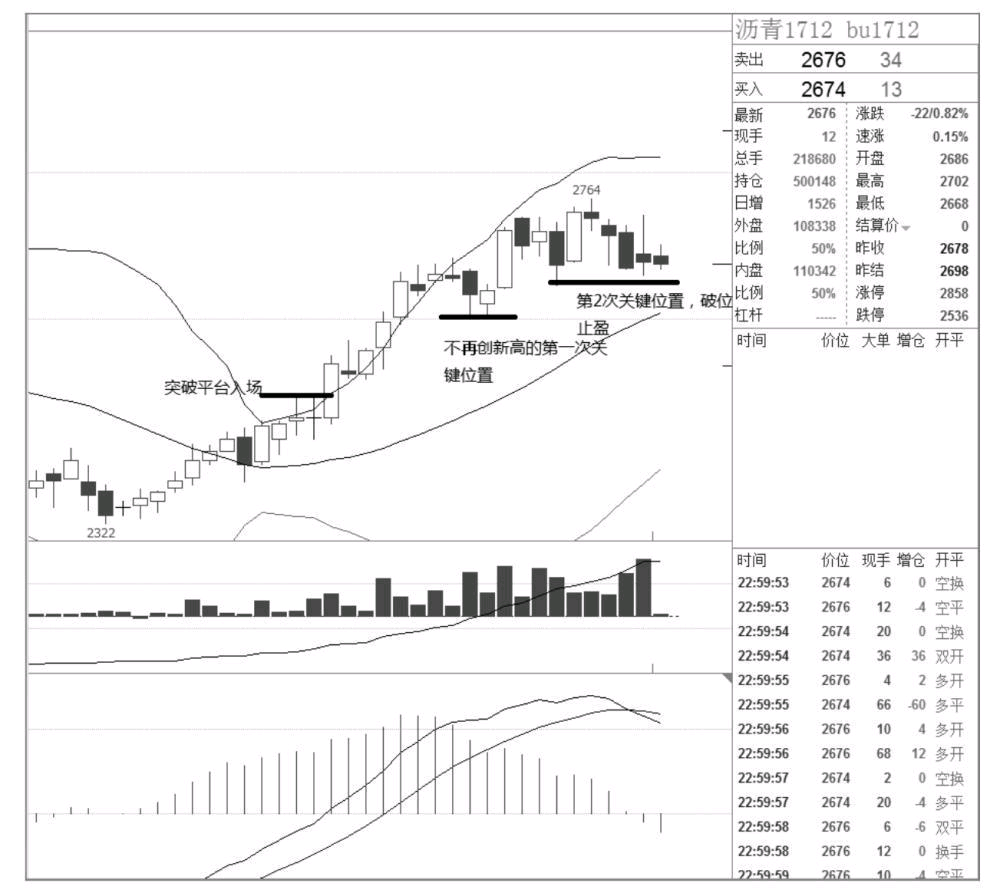 沥青1712 bu1712
卖出 2676 34
买入 2674 13
最新 2676 涨跌 -22/0.82%
现手 12 速涨 0.15%
总手 218680 开盘 2686
持仓 500148 最高 2702
日增 1526 最低 2668
外盘 108338 结算价 0
比例 50% 昨收 2678
内盘 110342 昨结 2698
比例 50% 涨停 2858
杠杆 ----- 跌停 2536
时间 价位 大单 增仓 开平
2764
第2次关键位置，破位
止盈
不再创新高的第一次关
键位置
突破平台入场
2322
时间 价位 现手 增仓 开平
22:59:53 2674 6 0 空换
22:59:53 2676 12 -4 空平
22:59:54 2674 20 0 空换
22:59:54 2674 36 36 双开
22:59:55 2676 4 2 多开
22:59:55 2674 66 -60 多平
22:59:56 2676 10 4 多开
22:59:56 2676 68 12 多开
22:59:57 2674 2 0 空换
22:59:57 2674 20 -4 多平
22:59:58 2676 6 -6 双平
22:59:58 2676 12 0 换手
22:59:59 2676 10 -4 空平